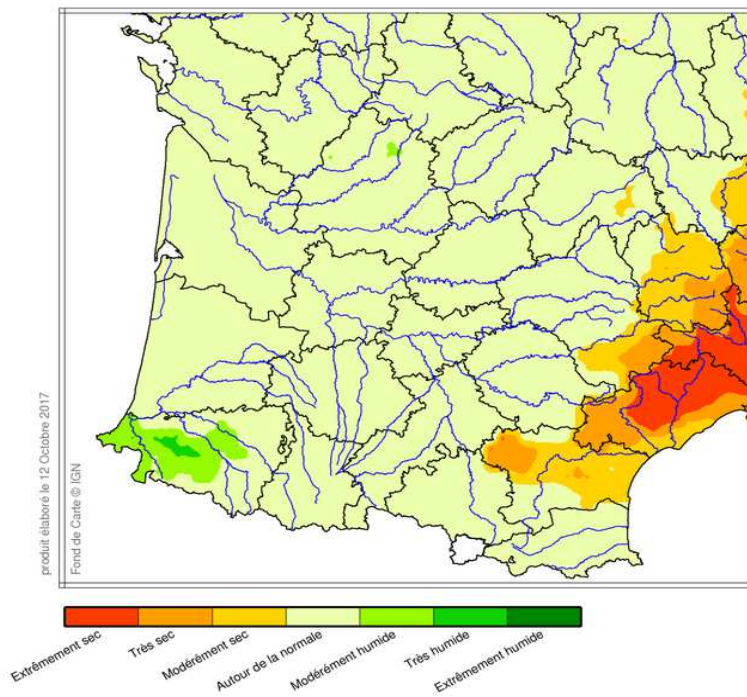 produit élaboré le 12 Octobre 2017
Fond de Carte © IGN
Extrêmement sec
Très sec
Modérément sec
Autour de la normale
Modérément humide
Très humide
Extrêmement humide